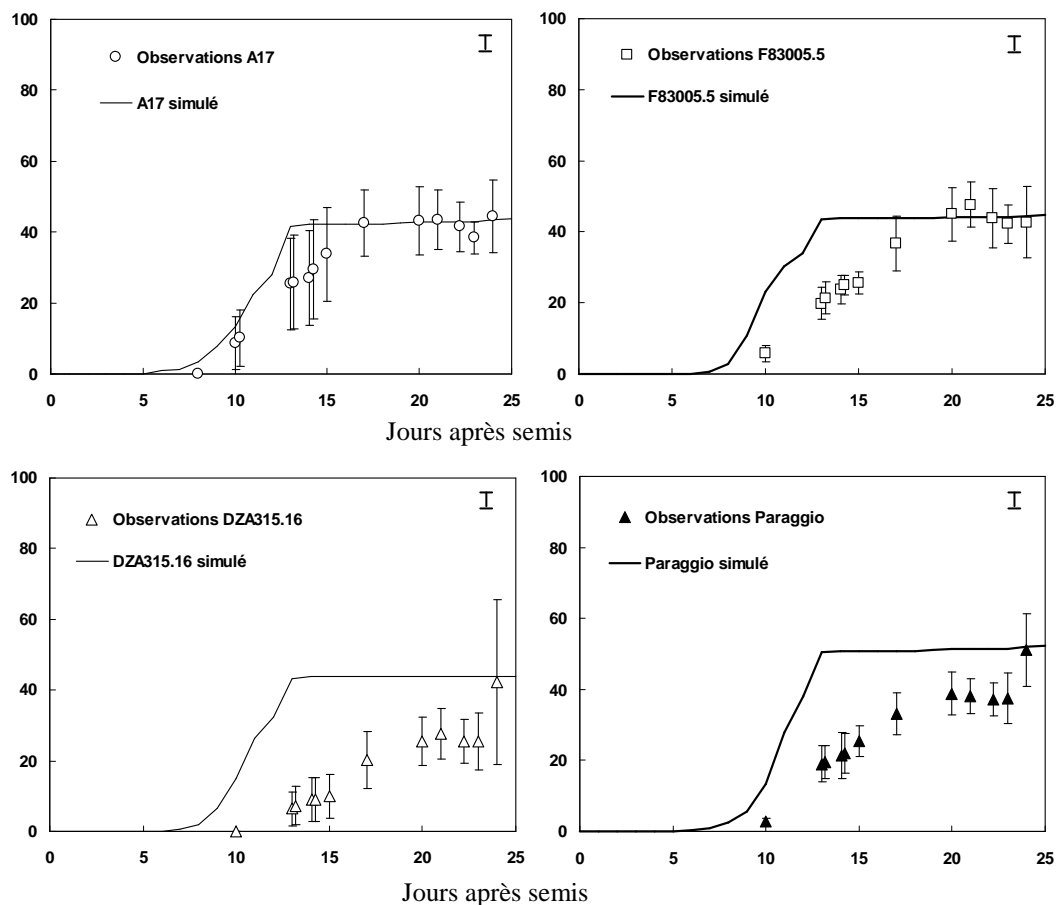 100
80
60
40
20
0
Observations A17
A17 simulé
0 5 10 15 20 25
100
80
60
40
20
0
Observations F83005.5
F83005.5 simulé
0 5 10 15 20 25
Jours après semis
100
80
60
40
20
0
Observations DZA315.16
DZA315.16 simulé
0 5 10 15 20 25
100
80
60
40
20
0
Observations Paraggio
Paraggio simulé
0 5 10 15 20 25
Jours après semis